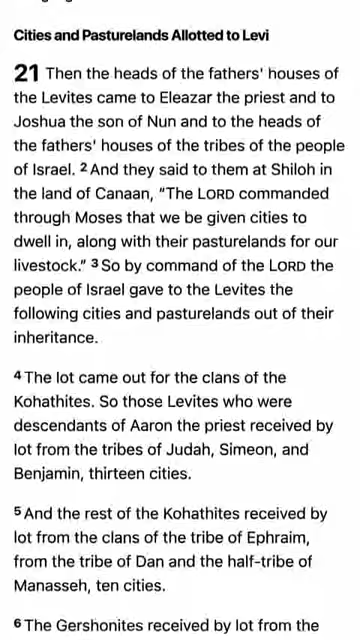 Cities and Pasturelands Allotted to Levi
21 Then the heads of the fathers' houses of
the Levites came to Eleazar the priest and to
Joshua the son of Nun and to the heads of
the fathers' houses of the tribes of the people
of Israel. 2 And they said to them at Shiloh in
the land of Canaan, "The LORD commanded
through Moses that we be given cities to
dwell in, along with their pasturelands for our
livestock." 3 So by command of the LORD the
people of Israel gave to the Levites the
following cities and pasturelands out of their
inheritance.
4 The lot came out for the clans of the
Kohathites. So those Levites who were
descendants of Aaron the priest received by
lot from the tribes of Judah, Simeon, and
Benjamin, thirteen cities.
5 And the rest of the Kohathites received by
lot from the clans of the tribe of Ephraim,
from the tribe of Dan and the half-tribe of
Manasseh, ten cities.
6 The Gershonites received by lot from the